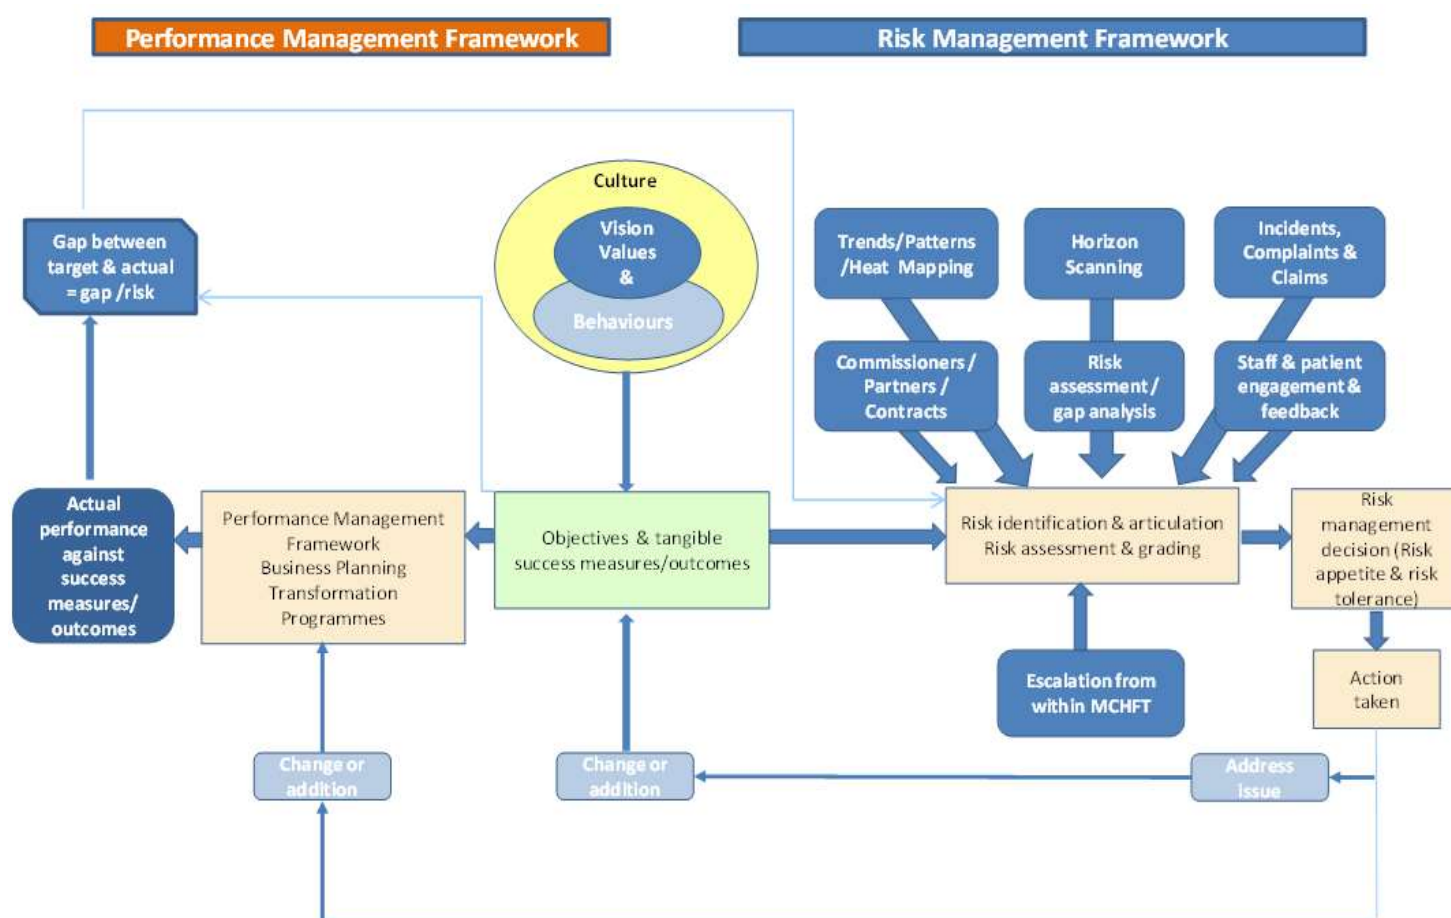 Performance Management Framework
Risk Management Framework
Culture
Vision
Values
&
Behaviours
Gap between
target & actual
= gap /risk
Trends/Patterns
/Heat Mapping
Horizon
Scanning
Incidents,
Complaints &
Claims
Commissioners /
Partners /
Contracts
Risk
assessment /
gap analysis
Staff & patient
engagement &
feedback
Actual
performance
against
success
measures/
outcomes
Performance Management
Framework
Business Planning
Transformation
Programmes
Objectives & tangible
success measures/outcomes
Risk identification & articulation
Risk assessment & grading
Risk
management
decision (Risk
appetite & risk
tolerance)
Escalation from
within MCHFT
Action
taken
Change or
addition
Change or
addition
Address
issue